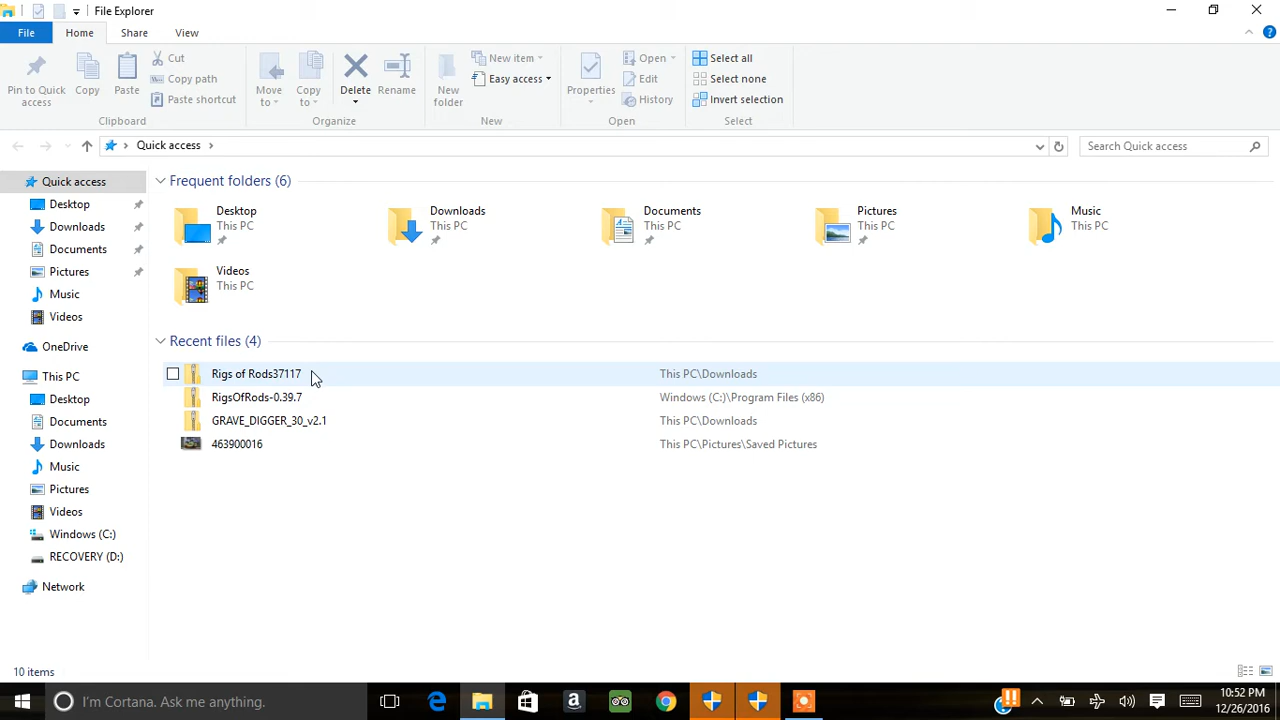 File Explorer
File Home Share View
Pin to Quick access
Copy
Paste
Cut
Copy path
Paste shortcut
Clipboard
Move to
Copy to
Delete
Rename
Organize
New folder
New item
Easy access
New
Properties
Open
Edit
History
Open
Select all
Select none
Invert selection
Select
Quick access
Search Quick access
Quick access
Desktop
Downloads
Documents
Pictures
Music
Videos
OneDrive
This PC
Desktop
Documents
Downloads
Music
Pictures
Videos
Windows (C:)
RECOVERY (D:)
Network
Frequent folders (6)
Desktop
This PC
Downloads
This PC
Documents
This PC
Pictures
This PC
Music
This PC
Videos
This PC
Recent files (4)
Rigs of Rods37117 This PC\Downloads
RigsOfRods-0.39.7 Windows (C:)\Program Files (x86)
GRAVE_DIGGER_30_v2.1 This PC\Downloads
463900016 This PC\Pictures\Saved Pictures
10 items
I'm Cortana. Ask me anything.
10:52 PM
12/26/2016